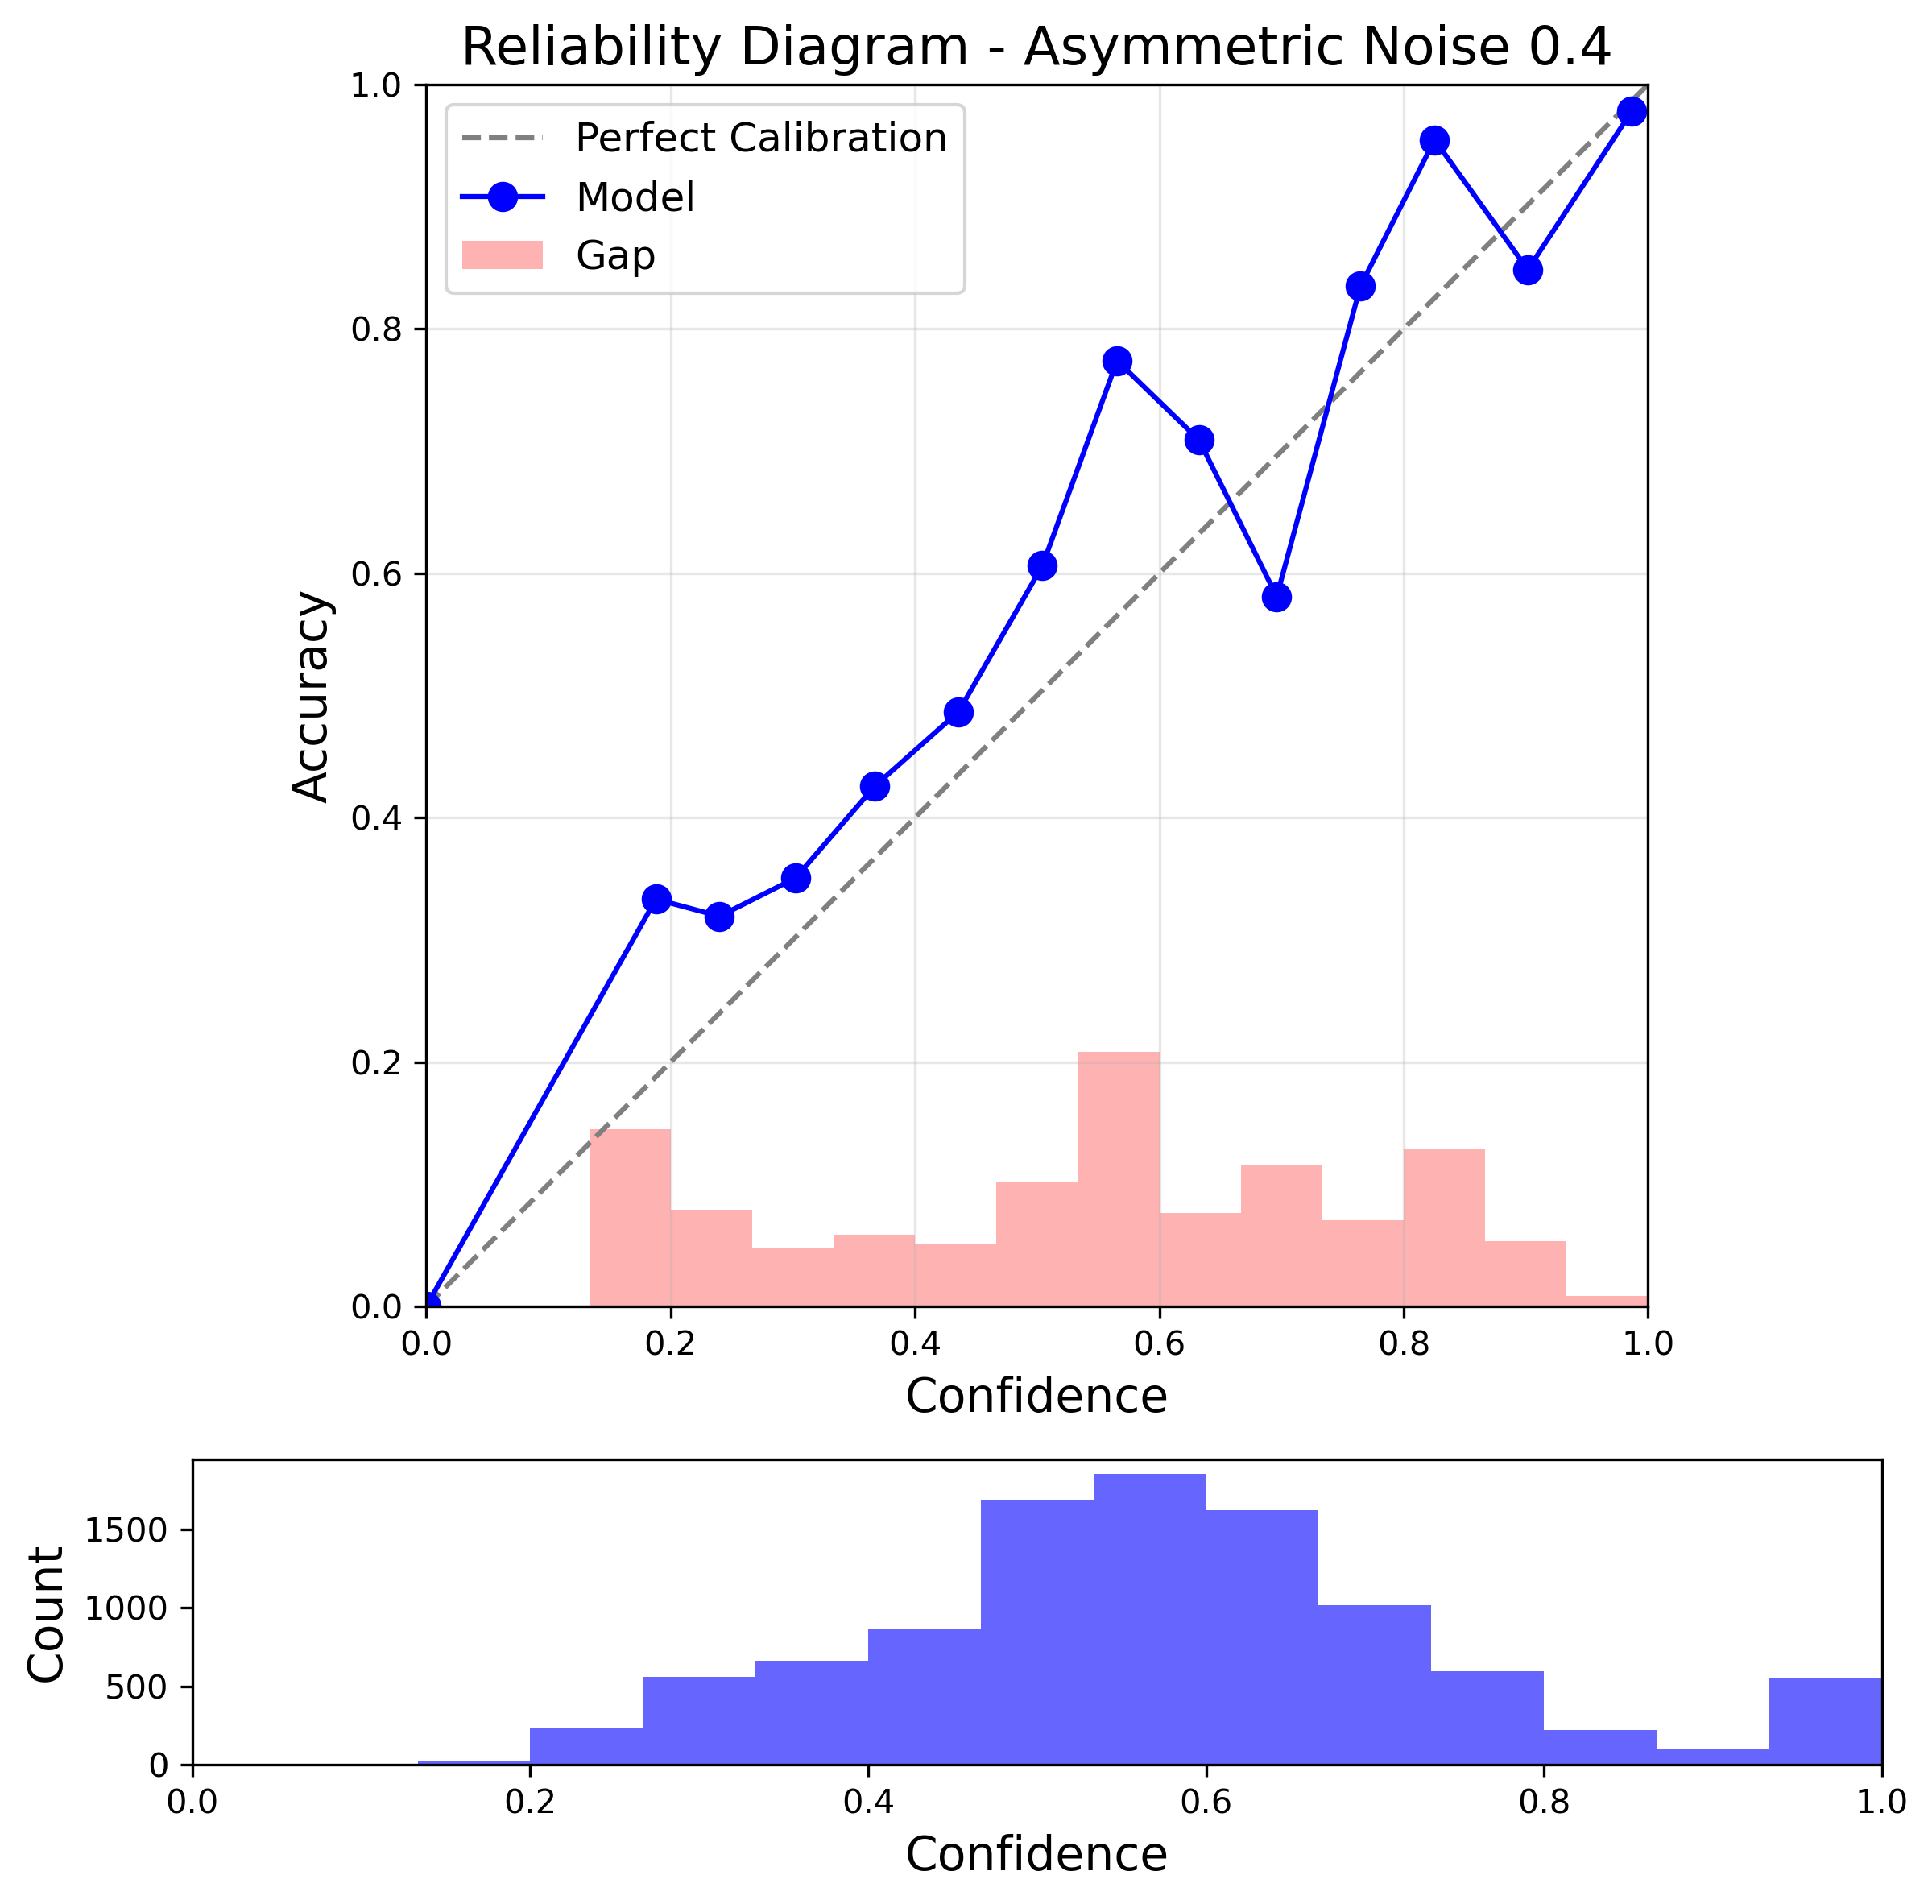 Reliability Diagram - Asymmetric Noise 0.4
1.0
0.8
0.6
0.4
0.2
0.0
Accuracy
Perfect Calibration
Model
Gap
0.0 0.2 0.4 0.6 0.8 1.0
Confidence
1500
1000
500
0
Count
0.0 0.2 0.4 0.6 0.8 1.0
Confidence